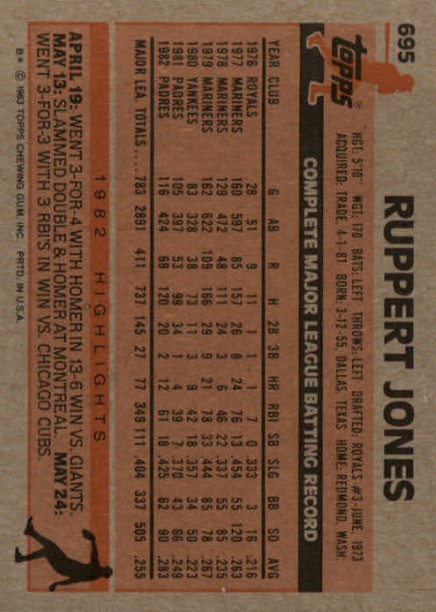 695
topps®
RUPPERT JONES
HGT: 5'10" WGT: 170 BATS: LEFT THROWS: LEFT DRAFTED: ROYALS #3-JUNE, 1973
ACQUIRED: TRADE, 4-1-81 BORN: 3-12-55, DALLAS, TEXAS HOME: REDMOND, WASH.
COMPLETE MAJOR LEAGUE BATTING RECORD
YEAR CLUB G AB R H 2B 3B HR RBI SB SLG BB SO AVG
1976 ROYALS 28 51 9 11 1 1 1 7 0 .333 3 16 .216
1977 MARINERS 160 597 85 157 26 8 24 76 13 .454 55 120 .263
1978 MARINERS 129 472 48 111 24 3 6 46 22 .337 55 85 .235
1979 MARINERS 162 622 109 166 29 9 21 78 33 .444 85 78 .267
1980 YANKEES 83 328 38 73 11 3 9 42 18 .357 34 50 .223
1981 PADRES 105 397 53 99 34 1 4 39 7 .370 43 66 .249
1982 PADRES 116 424 69 120 20 2 12 61 18 .425 62 90 .283
MAJOR LEA. TOTALS.... 783 2891 411 737 145 27 77 349 111 .404 337 505 .255
1982 HIGHLIGHTS
APRIL 19: WENT 3-FOR-4 WITH HOMER IN 13-6 WIN VS. GIANTS.
MAY 13: SLAMMED DOUBLE & HOMER AT MONTREAL. MAY 24:
WENT 3-FOR-3 WITH 3 RBI'S IN WIN VS. CHICAGO CUBS.
B* © 1983 TOPPS CHEWING GUM, INC. PRTD. IN U.S.A.